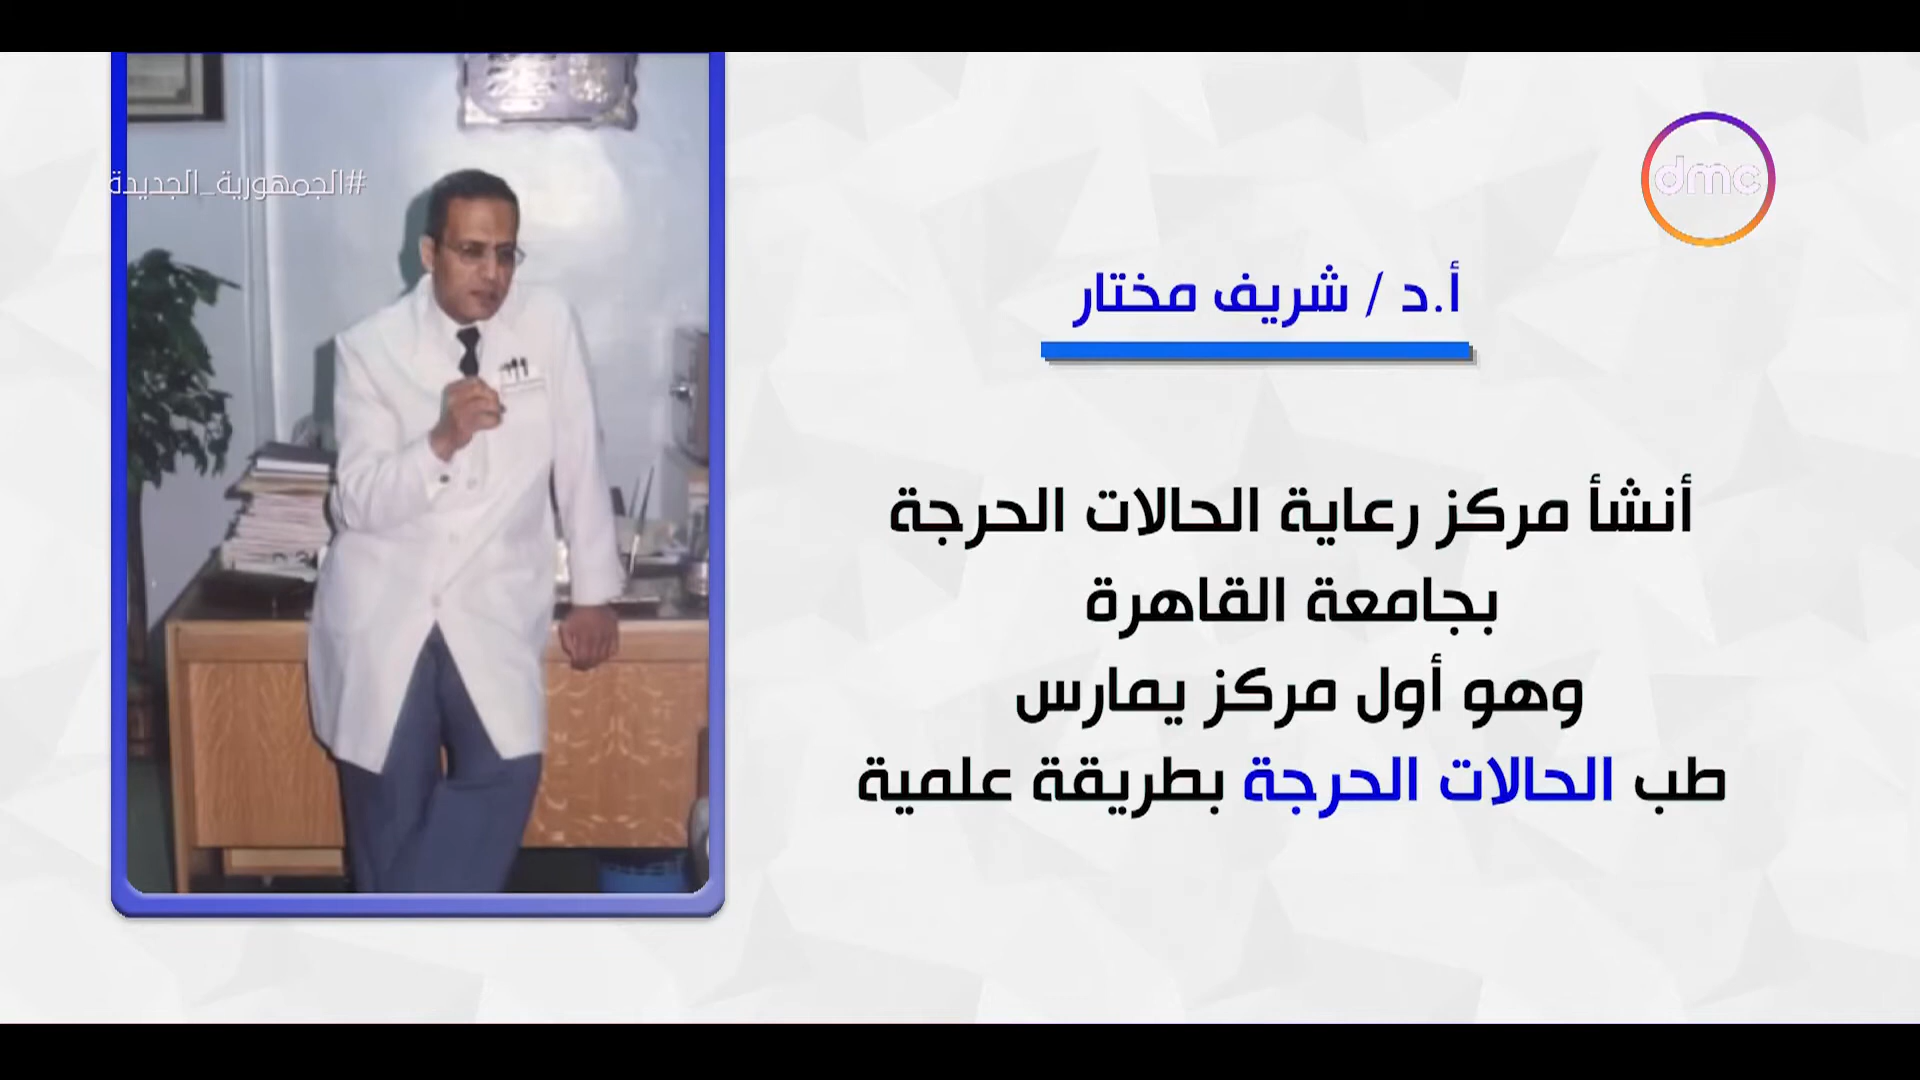 #الجمهورية_الجديدة
dmc
أ.د / شريف مختار
أنشأ مركز رعاية الحالات الحرجة
بجامعة القاهرة
وهو أول مركز يمارس
طب الحالات الحرجة بطريقة علمية